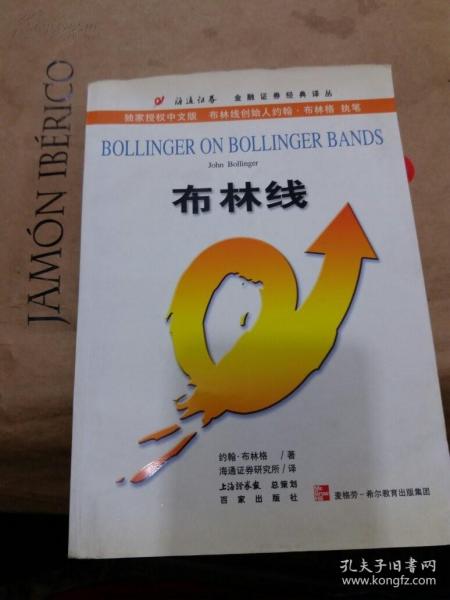 海通证券 金融证券经典译丛
独家授权中文版 布林线创始人约翰·布林格 执笔
BOLLINGER ON BOLLINGER BANDS
John Bollinger
布林线
约翰·布林格 /著
海通证券研究所/译
上海证券报 总策划
百家出版社
麦格劳-希尔教育出版集团
JAMÓN IBÉRICO
孔夫子旧书网
www.kongfz.com